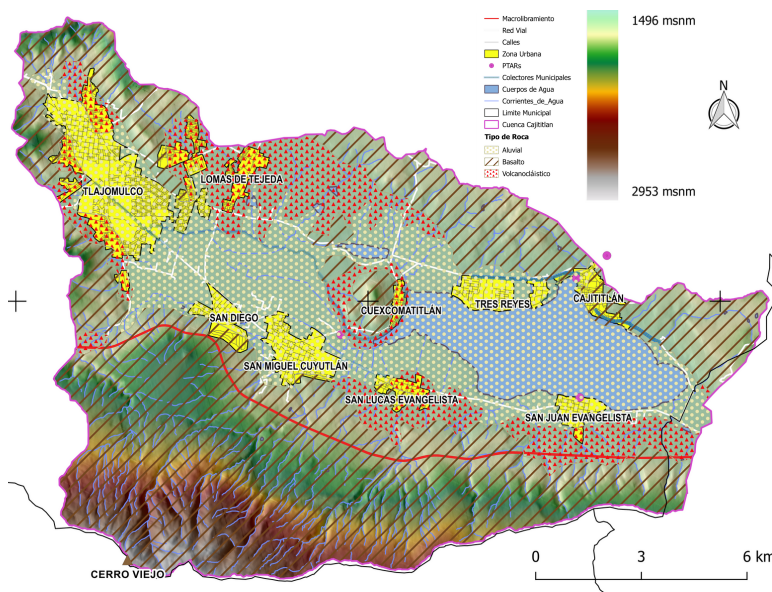 Macrolibramiento
Red Vial
Calles
Zona Urbana
PTARs
Colectores Municipales
Cuerpos de Agua
Corrientes_de_Agua
Limite Municipal
Cuenca Cajititlan
Tipo de Roca
Aluvial
Basalto
Volcanocláistico
1496 msnm
2953 msnm
N
TLAJOMULCO
LOMAS DE TEJEDA
SAN DIEGO
CUEXCOMATITLÁN
TRES REYES
CAJITITLÁN
SAN MIGUEL CUYUTLÁN
SAN LUCAS EVANGELISTA
SAN JUAN EVANGELISTA
CERRO VIEJO
0 3 6 km